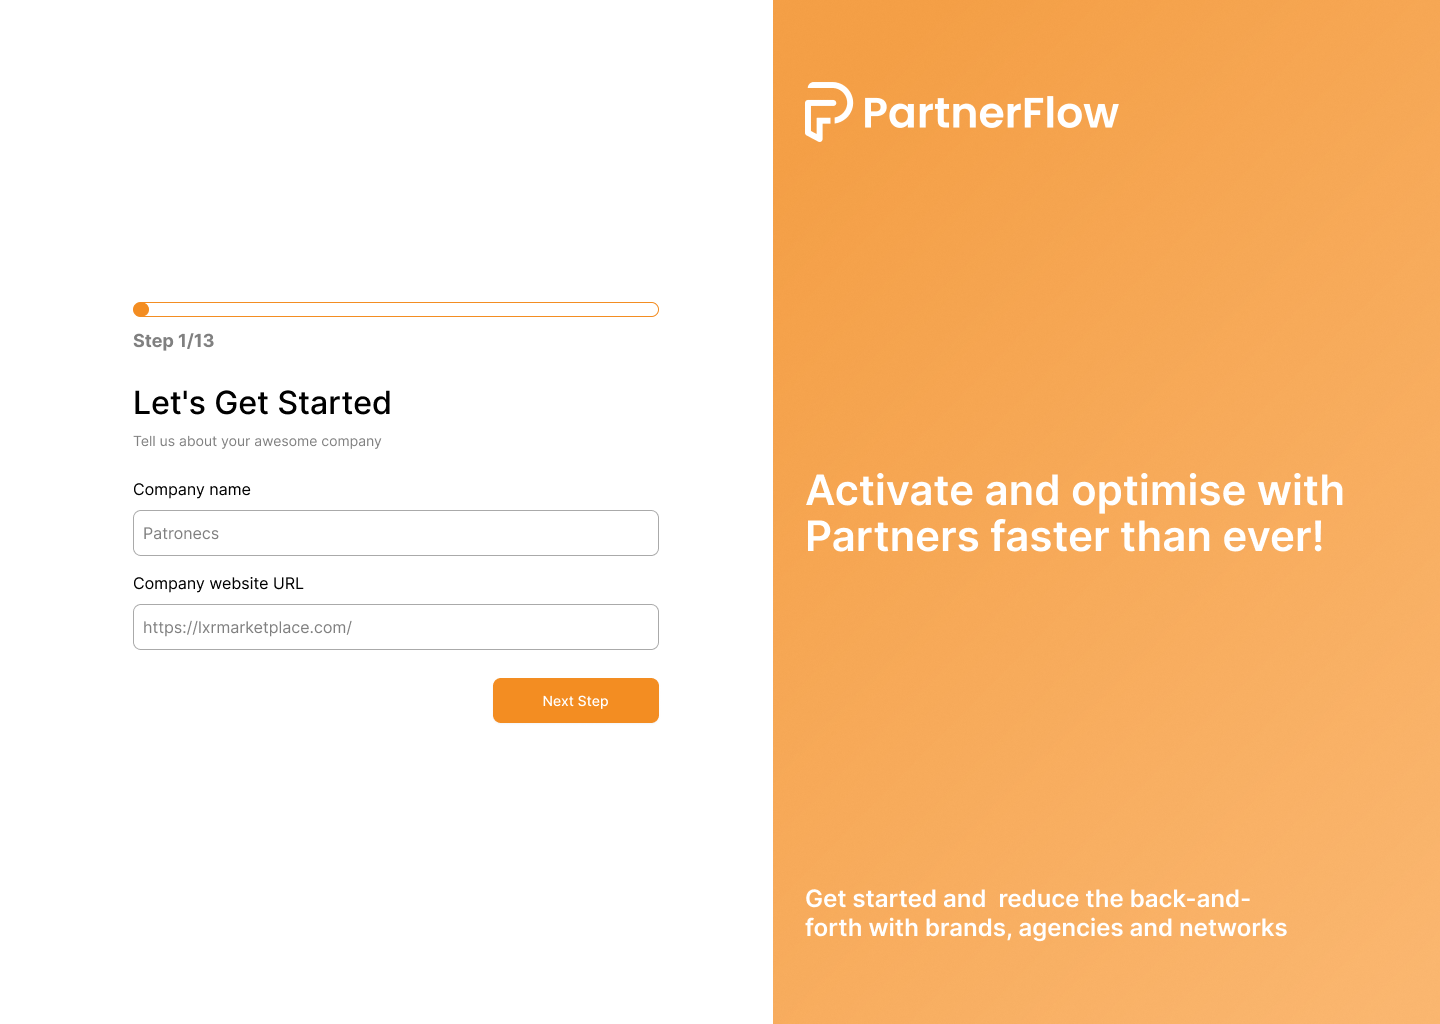 Step 1/13
Let's Get Started
Tell us about your awesome company
Company name
Patronecs
Company website URL
https://lxrmarketplace.com/
Next Step
PartnerFlow
Activate and optimise with
Partners faster than ever!
Get started and  reduce the back-and-
forth with brands, agencies and networks